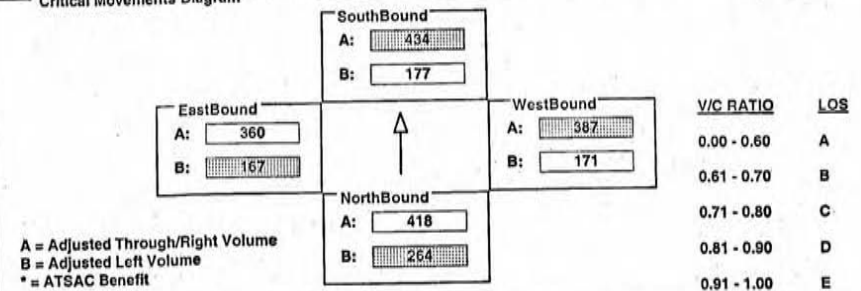 Critical Movements Diagram
SouthBound
A: 434
B: 177
EastBound
A: 360
B: 167
WestBound
A: 387
B: 171
NorthBound
A: 418
B: 264
A = Adjusted Through/Right Volume
B = Adjusted Left Volume
* = ATSAC Benefit
V/C RATIO LOS
0.00 - 0.60 A
0.61 - 0.70 B
0.71 - 0.80 C
0.81 - 0.90 D
0.91 - 1.00 E